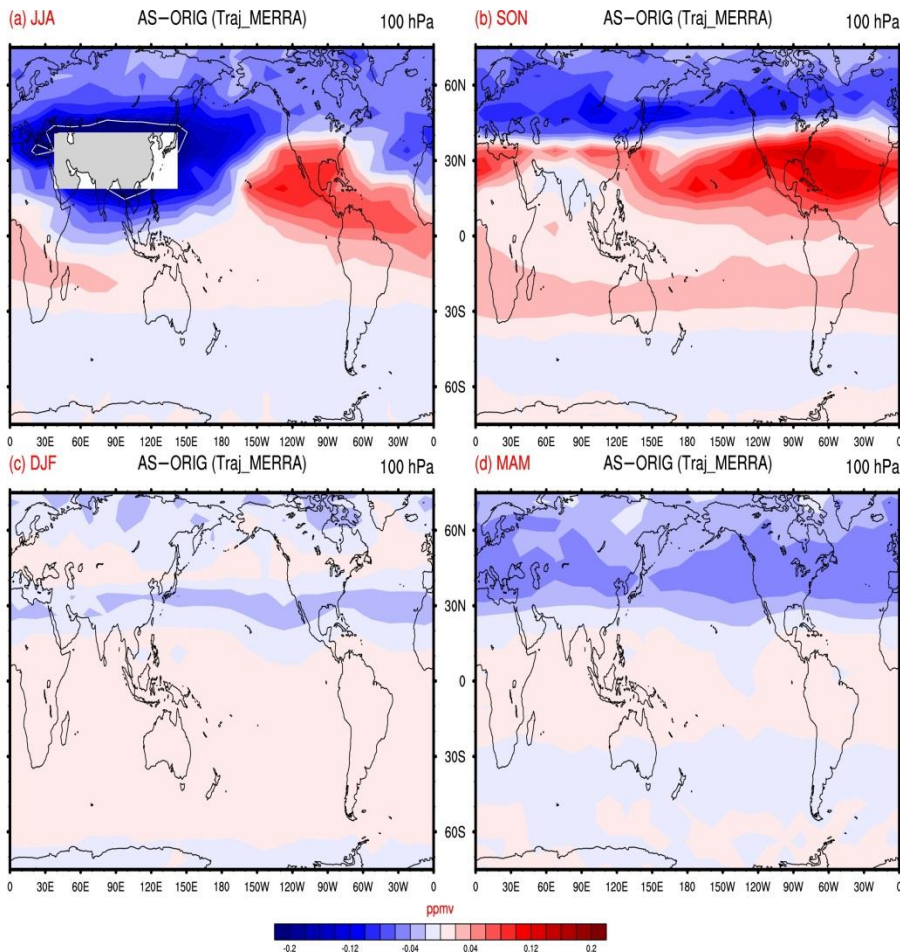 (a) JJA AS−ORIG (Traj_MERRA) 100 hPa
(b) SON AS−ORIG (Traj_MERRA) 100 hPa
60N
30N
0
30S
60S
0 30E 60E 90E 120E 150E 180 150W 120W 90W 60W 30W 0
0 30E 60E 90E 120E 150E 180 150W 120W 90W 60W 30W 0
(c) DJF AS−ORIG (Traj_MERRA) 100 hPa
(d) MAM AS−ORIG (Traj_MERRA) 100 hPa
60N
30N
0
30S
60S
0 30E 60E 90E 120E 150E 180 150W 120W 90W 60W 30W 0
0 30E 60E 90E 120E 150E 180 150W 120W 90W 60W 30W 0
ppmv
-0.2 -0.12 -0.04 0.04 0.12 0.2